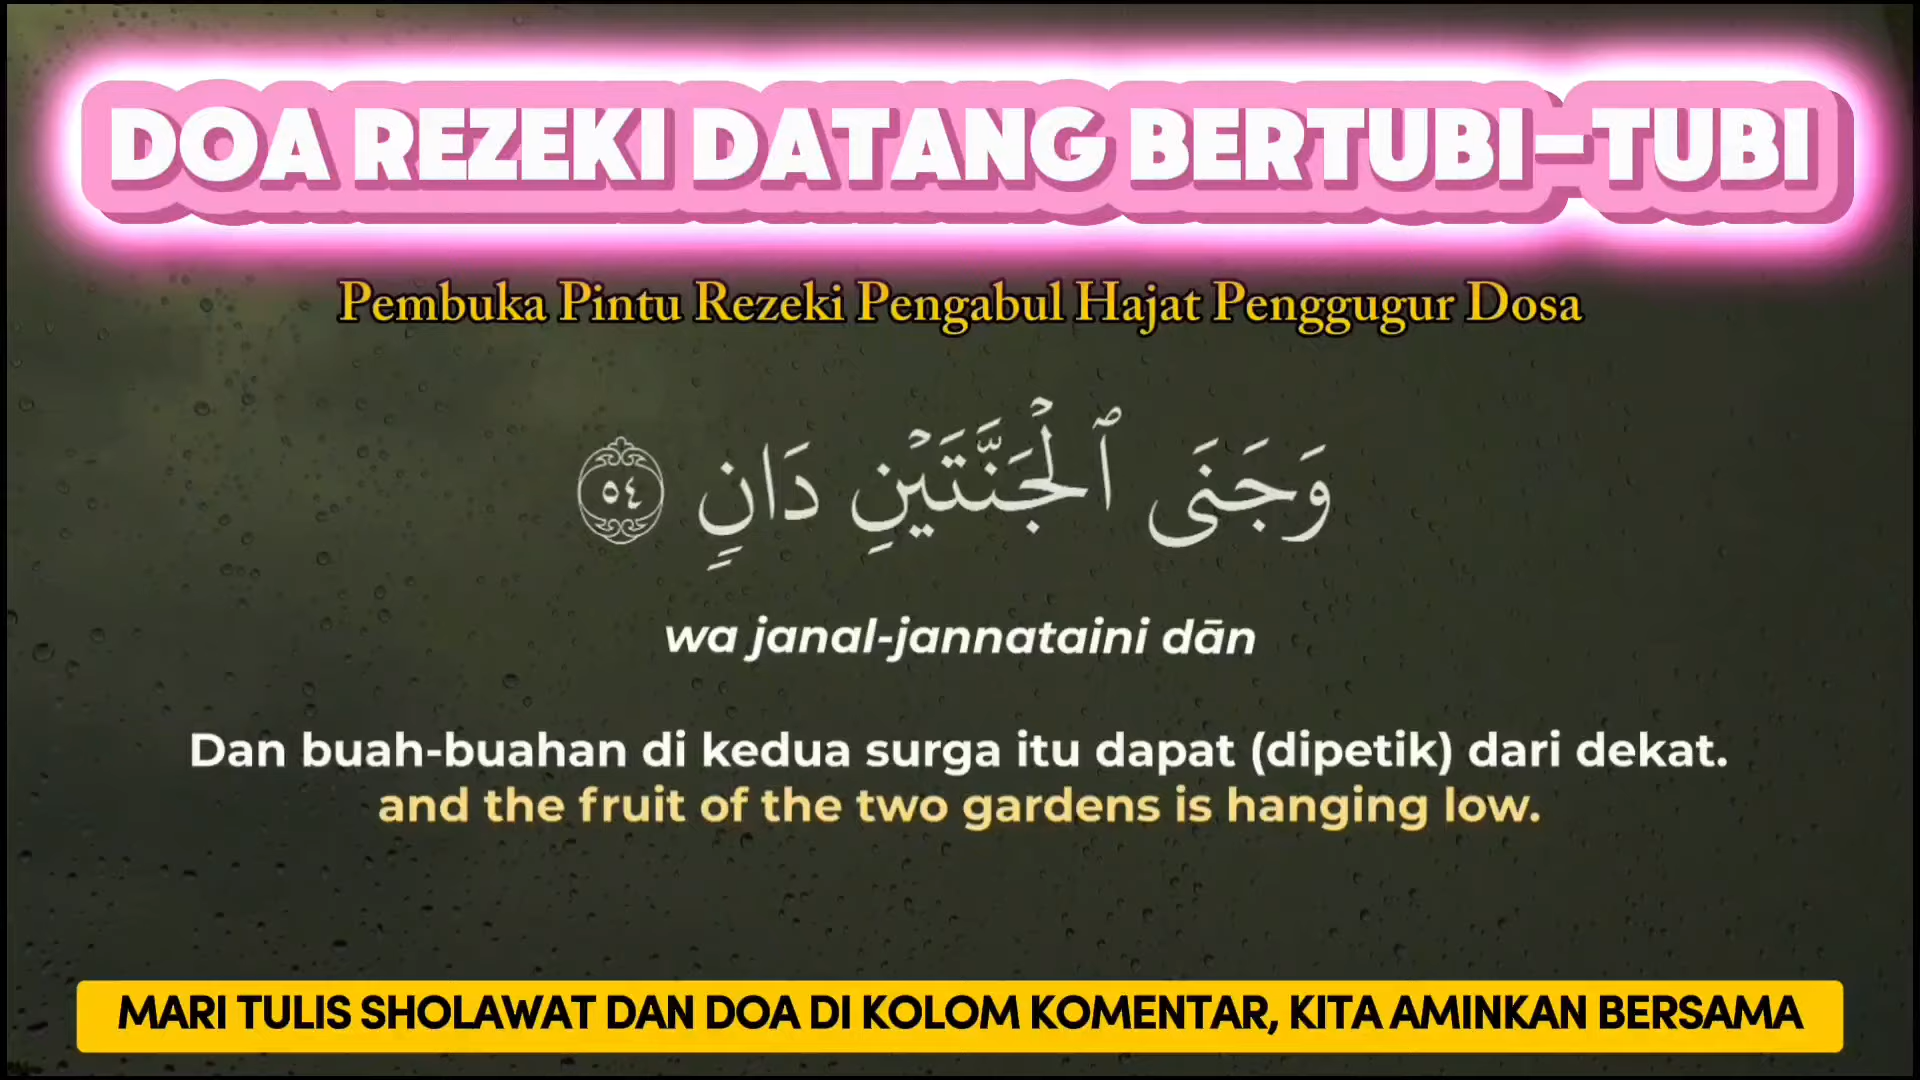 DOA REZEKI DATANG BERTUBI-TUBI
Pembuka Pintu Rezeki Pengabul Hajat Penggugur Dosa
وَجَنَى ٱلْجَنَّتَيْنِ دَانٍ ٥٤
wa janal-jannataini dān
Dan buah-buahan di kedua surga itu dapat (dipetik) dari dekat.
and the fruit of the two gardens is hanging low.
MARI TULIS SHOLAWAT DAN DOA DI KOLOM KOMENTAR, KITA AMINKAN BERSAMA